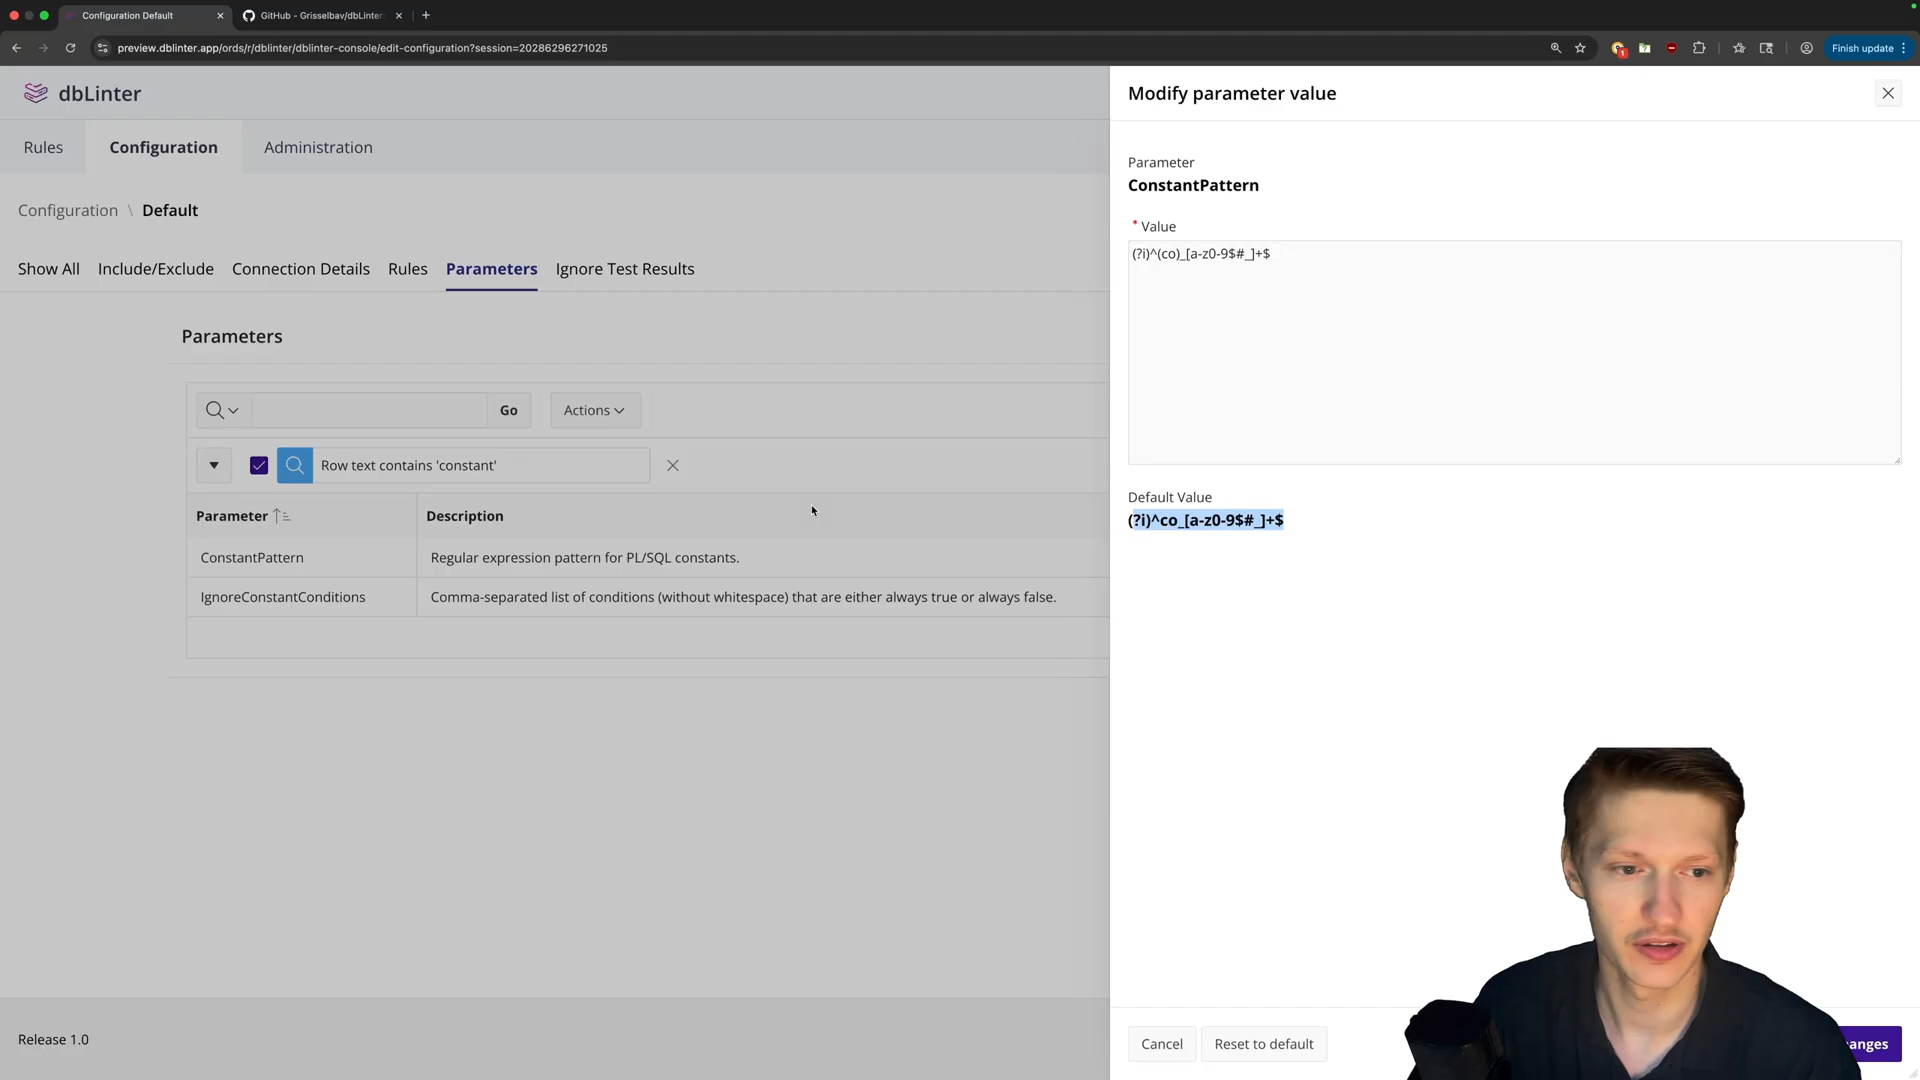 Configuration Default
GitHub - Grisselbav/dbLinter
preview.dblinter.app/ords/r/dblinter/dblinter-console/edit-configuration?session=20286296271025
1
Finish update
dbLinter
Rules
Configuration
Administration
Configuration \ Default
Show All
Include/Exclude
Connection Details
Rules
Parameters
Ignore Test Results
Parameters
Go
Actions
Row text contains 'constant'
Parameter
Description
ConstantPattern
Regular expression pattern for PL/SQL constants.
IgnoreConstantConditions
Comma-separated list of conditions (without whitespace) that are either always true or always false.
Release 1.0
Modify parameter value
Parameter
ConstantPattern
* Value
(?i)^(co)_[a-z0-9$#_]+$
Default Value
(?i)^co_[a-z0-9$#_]+$
Cancel
Reset to default
anges